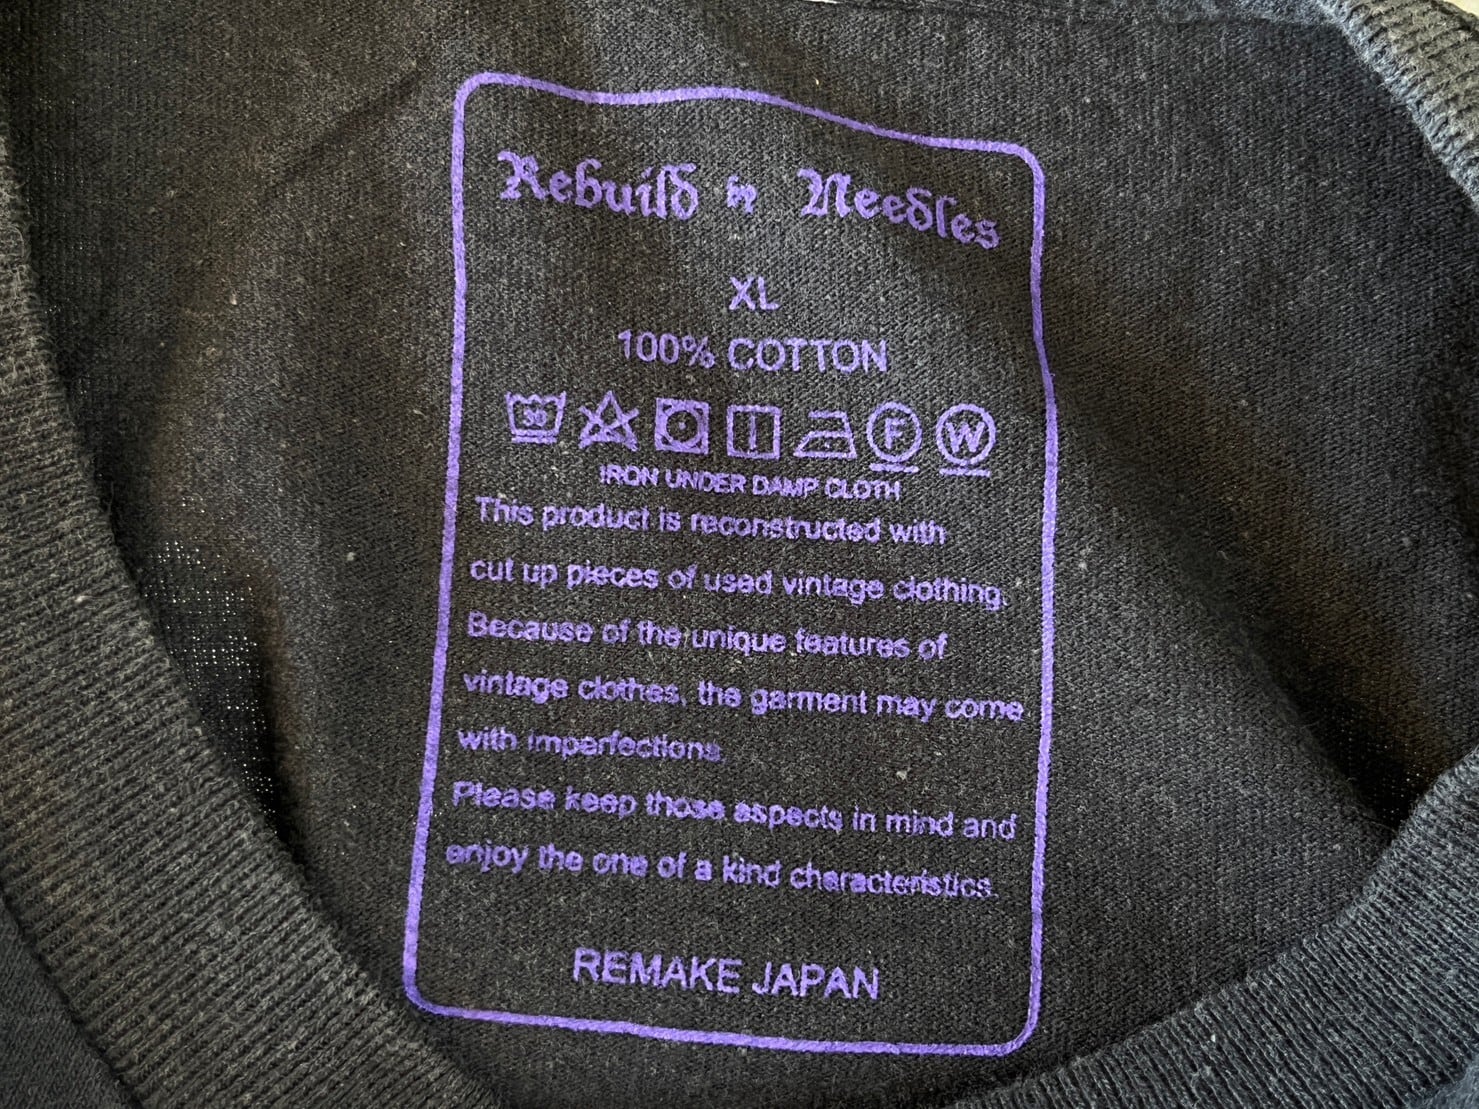 Rebuild by Needles
XL
100% COTTON
30 F W
IRON UNDER DAMP CLOTH
This product is reconstructed with
cut up pieces of used vintage clothing.
Because of the unique features of
vintage clothes, the garment may come
with imperfections
Please keep those aspects in mind and
enjoy the one of a kind characteristics.
REMAKE JAPAN